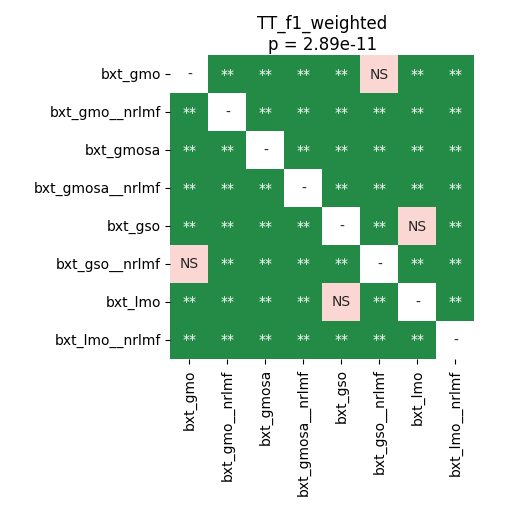 TT_f1_weighted
p = 2.89e-11
bxt_gmo - ** ** ** ** NS ** **
bxt_gmo__nrlmf ** - ** ** ** ** ** **
bxt_gmosa ** ** - ** ** ** ** **
bxt_gmosa__nrlmf ** ** ** - ** ** ** **
bxt_gso ** ** ** ** - ** NS **
bxt_gso__nrlmf NS ** ** ** ** - ** **
bxt_lmo ** ** ** ** NS ** - **
bxt_lmo__nrlmf ** ** ** ** ** ** ** -
bxt_gmo
bxt_gmo__nrlmf
bxt_gmosa
bxt_gmosa__nrlmf
bxt_gso
bxt_gso__nrlmf
bxt_lmo
bxt_lmo__nrlmf